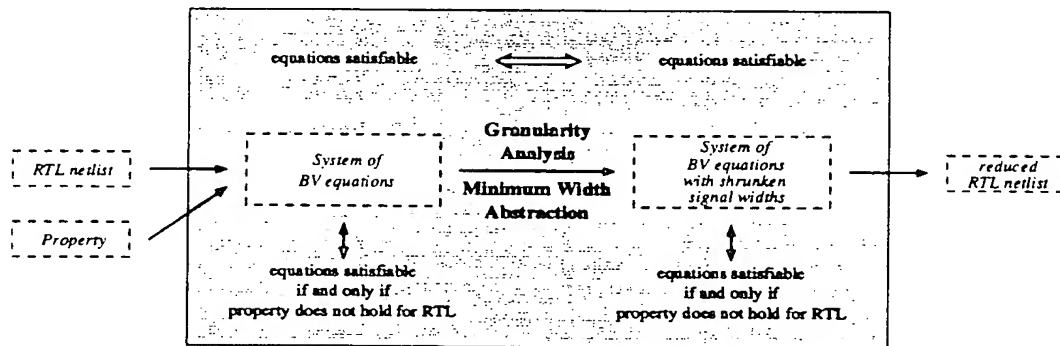 equations satisfiable
equations satisfiable
RTL netlist
Property
System of
BV equations
Granularity
Analysis
Minimum Width
Abstraction
System of
BV equations
with shrunken
signal widths
reduced
RTL netlist
equations satisfiable
if and only if
property does not hold for RTL
equations satisfiable
if and only if
property does not hold for RTL